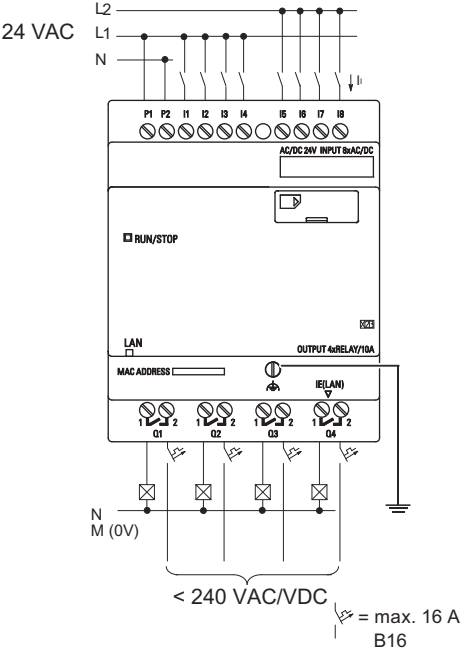 L2
24 VAC L1
N
I₁
P1 P2 I1 I2 I3 I4 I5 I6 I7 I8
AC/DC 24V INPUT 8xAC/DC
RUN/STOP
LAN
OUTPUT 4xRELAY/10A
MAC ADDRESS
IE(LAN)
1 2 1 2 1 2 1 2
Q1 Q2 Q3 Q4
N
M (0V)
< 240 VAC/VDC
= max. 16 A
B16